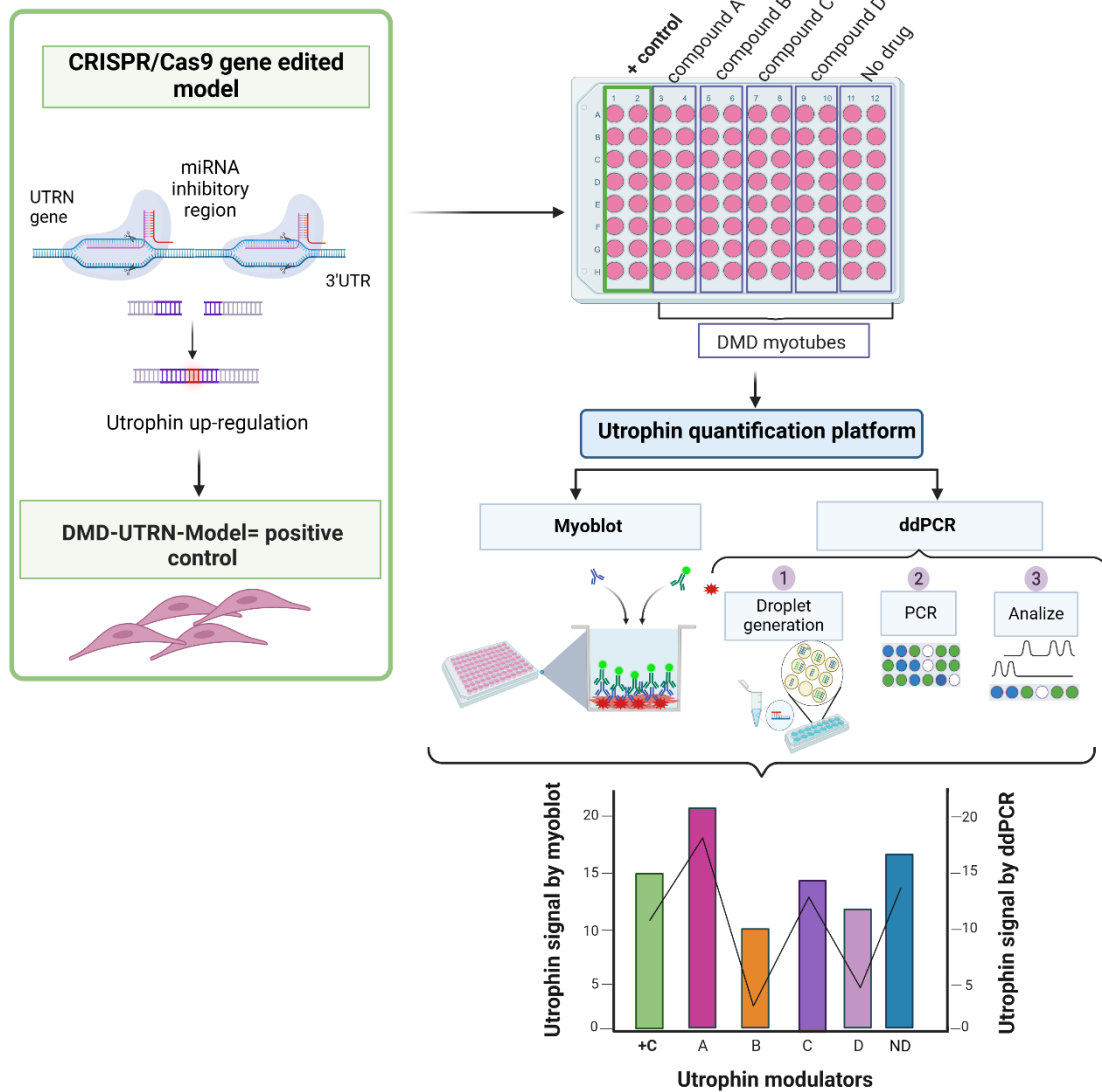 CRISPR/Cas9 gene edited
model
UTRN
gene
miRNA
inhibitory
region
3'UTR
Utrophin up-regulation
DMD-UTRN-Model= positive
control
+ control
compound A
compound B
compound C
compound D
No drug
1 2 3 4 5 6 7 8 9 10 11 12
A
B
C
D
E
F
G
H
DMD myotubes
Utrophin quantification platform
Myoblot
ddPCR
1
Droplet
generation
2
PCR
3
Analize
Utrophin signal by myoblot
20
15
10
5
0
Utrophin signal by ddPCR
20
15
10
5
0
+C A B C D ND
Utrophin modulators